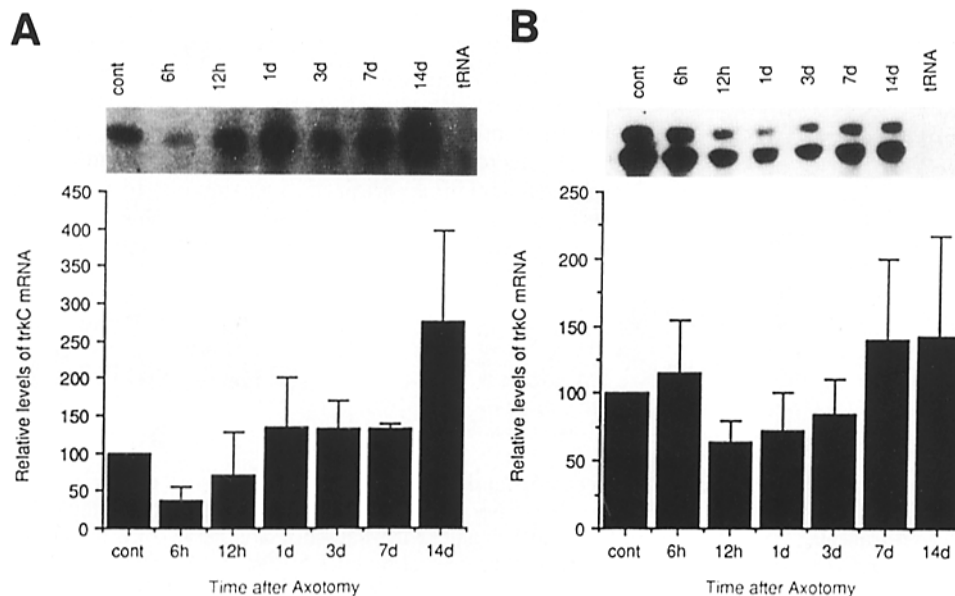 A
cont 6h 12h 1d 3d 7d 14d tRNA
450
400
350
300
250
200
150
100
50
0
Relative levels of trkC mRNA
cont 6h 12h 1d 3d 7d 14d
Time after Axotomy
B
cont 6h 12h 1d 3d 7d 14d tRNA
250
200
150
100
50
0
Relative levels of trkC mRNA
cont 6h 12h 1d 3d 7d 14d
Time after Axotomy